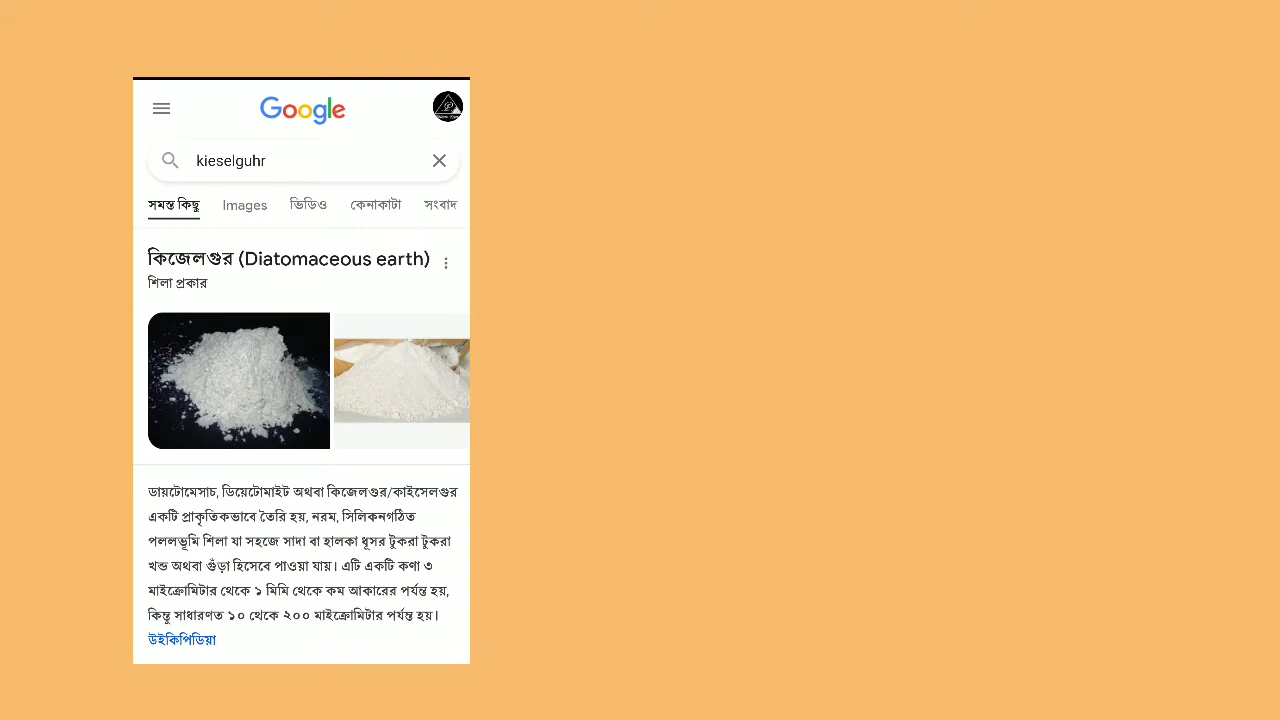 Google
kieselguhr
সমস্ত কিছু Images ভিডিও কেনাকাটা সংবাদ
কিজেলগুর (Diatomaceous earth)
শিলা প্রকার
ডায়টোমেসাচ, ডিয়েটোমাইট অথবা কিজেলগুর/কাইসেলগুর
একটি প্রাকৃতিকভাবে তৈরি হয়, নরম, সিলিকনগঠিত
পললভূমি শিলা যা সহজে সাদা বা হালকা ধূসর টুকরা টুকরা
খন্ড অথবা গুঁড়া হিসেবে পাওয়া যায়। এটি একটি কণা ৩
মাইক্রোমিটার থেকে ১ মিমি থেকে কম আকারের পর্যন্ত হয়,
কিন্তু সাধারণত ১০ থেকে ২০০ মাইক্রোমিটার পর্যন্ত হয়।
উইকিপিডিয়া